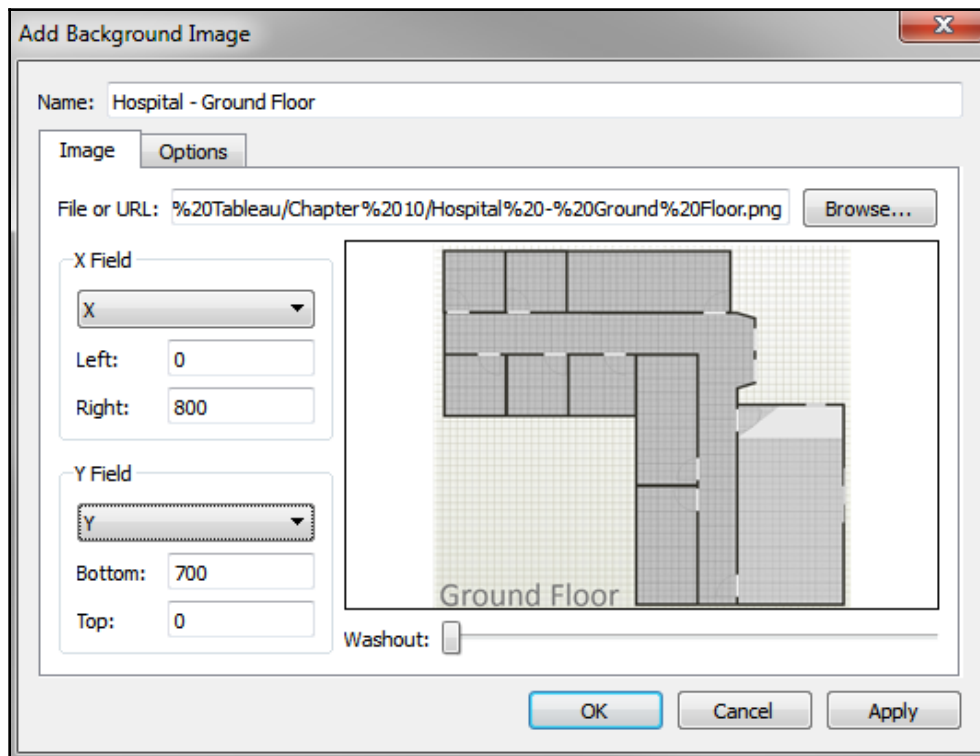 Add Background Image
Name: Hospital - Ground Floor
Image Options
File or URL: %20Tableau/Chapter%2010/Hospital%20-%20Ground%20Floor.png Browse...
X Field
X
Left: 0
Right: 800
Y Field
Y
Bottom: 700
Top: 0
Ground Floor
Washout:
OK Cancel Apply